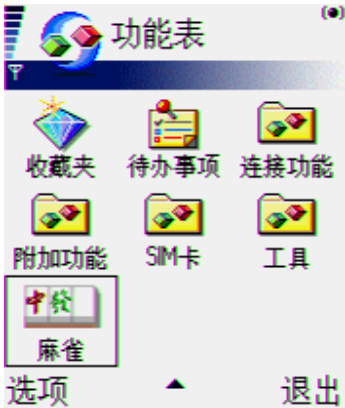 功能表
收藏夹 待办事项 连接功能
附加功能 SIM卡 工具
中 發
麻雀
选项 退出